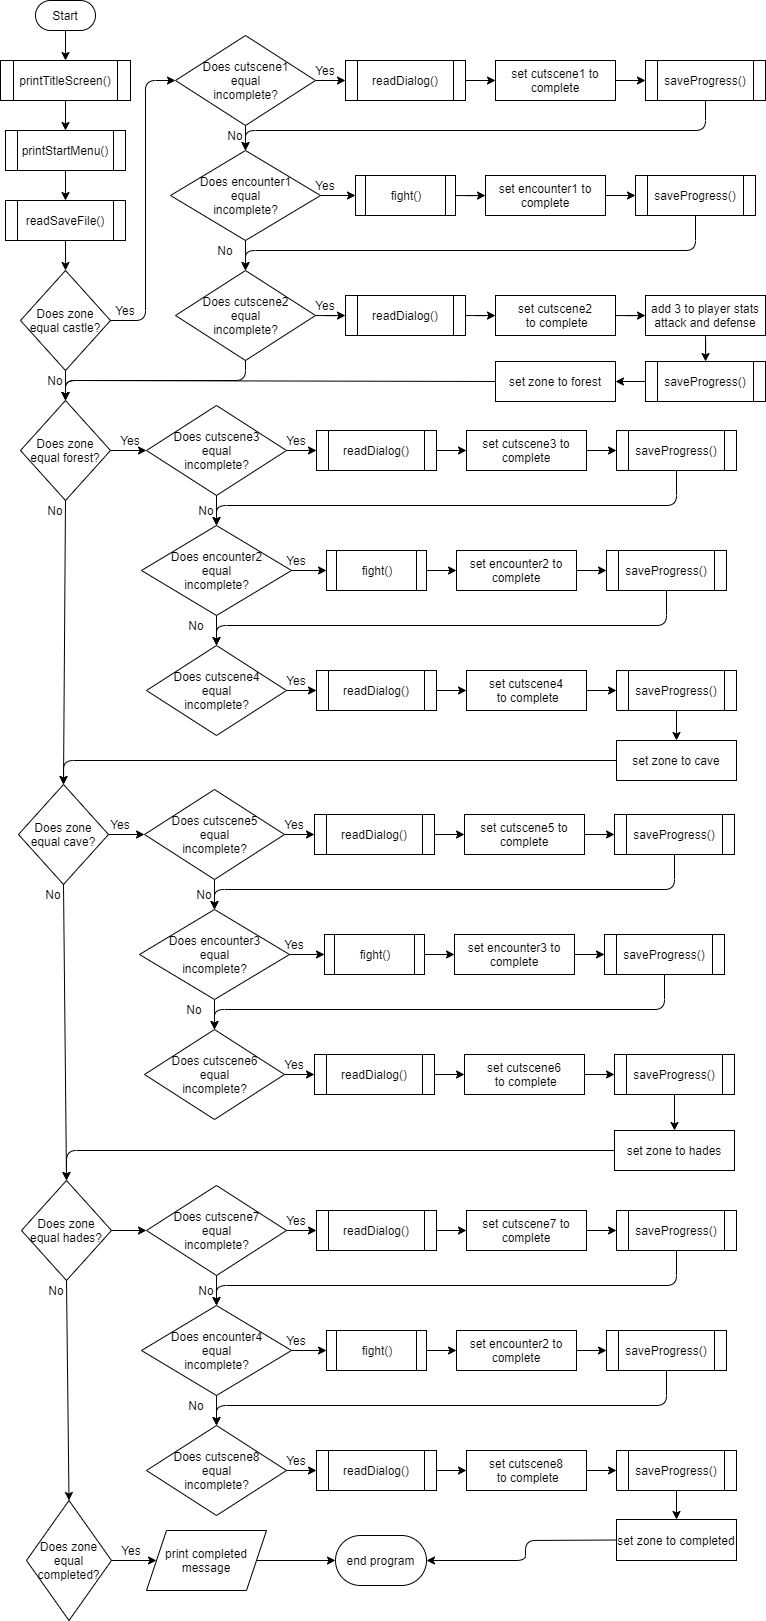 Start
printTitleScreen()
printStartMenu()
readSaveFile()
Does zone
equal castle?
Yes
No
Does cutscene1
equal
incomplete?
Yes
readDialog()
set cutscene1 to
complete
saveProgress()
No
Does encounter1
equal
incomplete?
Yes
fight()
set encounter1 to
complete
saveProgress()
No
Does cutscene2
equal
incomplete?
Yes
readDialog()
set cutscene2
to complete
add 3 to player stats
attack and defense
saveProgress()
set zone to forest
Does zone
equal forest?
Yes
No
Does cutscene3
equal
incomplete?
Yes
readDialog()
set cutscene3 to
complete
saveProgress()
No
Does encounter2
equal
incomplete?
Yes
fight()
set encounter2 to
complete
saveProgress()
No
Does cutscene4
equal
incomplete?
Yes
readDialog()
set cutscene4
to complete
saveProgress()
set zone to cave
Does zone
equal cave?
Yes
No
Does cutscene5
equal
incomplete?
Yes
readDialog()
set cutscene5 to
complete
saveProgress()
No
Does encounter3
equal
incomplete?
Yes
fight()
set encounter3 to
complete
saveProgress()
No
Does cutscene6
equal
incomplete?
Yes
readDialog()
set cutscene6
to complete
saveProgress()
set zone to hades
Does zone
equal hades?
No
Does cutscene7
equal
incomplete?
Yes
readDialog()
set cutscene7 to
complete
saveProgress()
No
Does encounter4
equal
incomplete?
Yes
fight()
set encounter2 to
complete
saveProgress()
No
Does cutscene8
equal
incomplete?
Yes
readDialog()
set cutscene8
to complete
saveProgress()
set zone to completed
Does zone
equal
completed?
Yes
print completed
message
end program